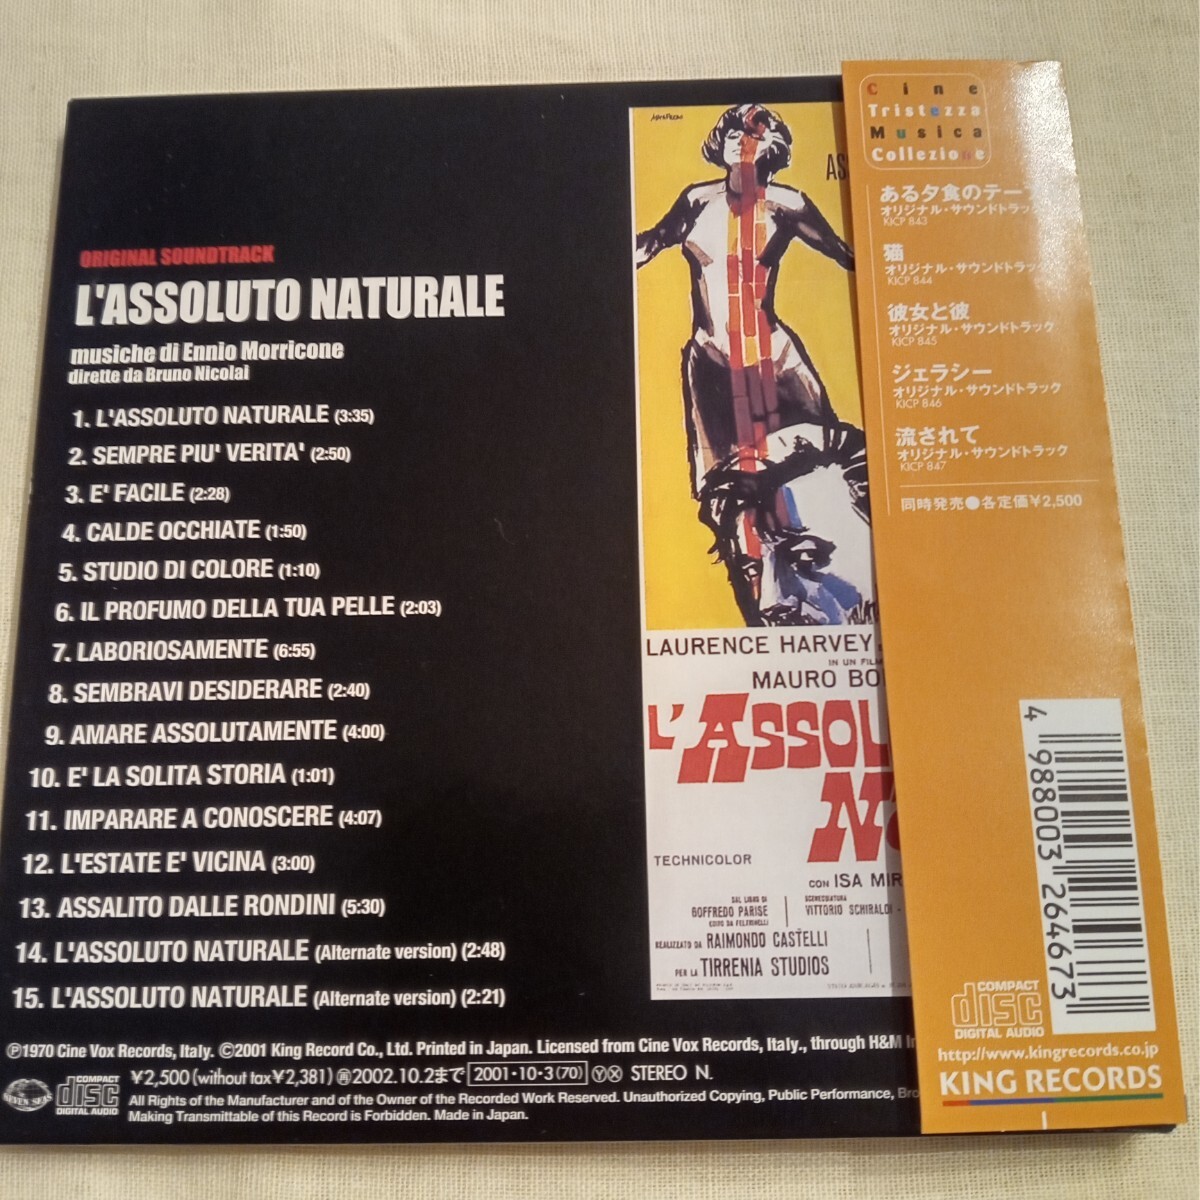 ORIGINAL SOUNDTRACK
L'ASSOLUTO NATURALE
musiche di Ennio Morricone
dirette da Bruno Nicolai
1. L'ASSOLUTO NATURALE (3:35)
2. SEMPRE PIU' VERITA' (2:50)
3. E' FACILE (2:28)
4. CALDE OCCHIATE (1:50)
5. STUDIO DI COLORE (1:10)
6. IL PROFUMO DELLA TUA PELLE (2:03)
7. LABORIOSAMENTE (6:55)
8. SEMBRAVI DESIDERARE (2:40)
9. AMARE ASSOLUTAMENTE (4:00)
10. E' LA SOLITA STORIA (1:01)
11. IMPARARE A CONOSCERE (4:07)
12. L'ESTATE E' VICINA (3:00)
13. ASSALITO DALLE RONDINI (5:30)
14. L'ASSOLUTO NATURALE (Alternate version) (2:48)
15. L'ASSOLUTO NATURALE (Alternate version) (2:21)
Ⓟ1970 Cine Vox Records, Italy. ©2001 King Record Co., Ltd. Printed in Japan. Licensed from Cine Vox Records, Italy., through H&M
¥2,500 (without tax¥2,381) 再 2002.10.2まで 2001・10・3 (70) Ⓨ Ⓧ STEREO N.
SEVEN SEAS
COMPACT
disc
DIGITAL AUDIO
All Rights of the Manufacturer and of the Owner of the Recorded Work Reserved. Unauthorized Copying, Public Performance,
Making Transmittable of this Record is Forbidden. Made in Japan.
AS
LAURENCE HARVEY
IN UN FILM
MAURO BO
L'ASSOL
TECHNICOLOR
CON ISA MIR
DAL LIBRO DI
GOFFREDO PARISE
EDITO DA FELTRINELLI
SCENEGGIATURA
VITTORIO SCHIRALDI -
REALIZZATO DA RAIMONDO CASTELLI
PER LA TIRRENIA STUDIOS
Cine
Tristezza
Musica
Collezione
ある夕食のテーマ
オリジナル・サウンドトラック
KICP 843
猫
オリジナル・サウンドトラック
KICP 844
彼女と彼
オリジナル・サウンドトラック
KICP 845
ジェラシー
オリジナル・サウンドトラック
KICP 846
流されて
オリジナル・サウンドトラック
KICP 847
同時発売●各定価¥2,500
4 988003 264673
COMPACT
disc
DIGITAL AUDIO
http://www.kingrecords.co.jp
KING RECORDS